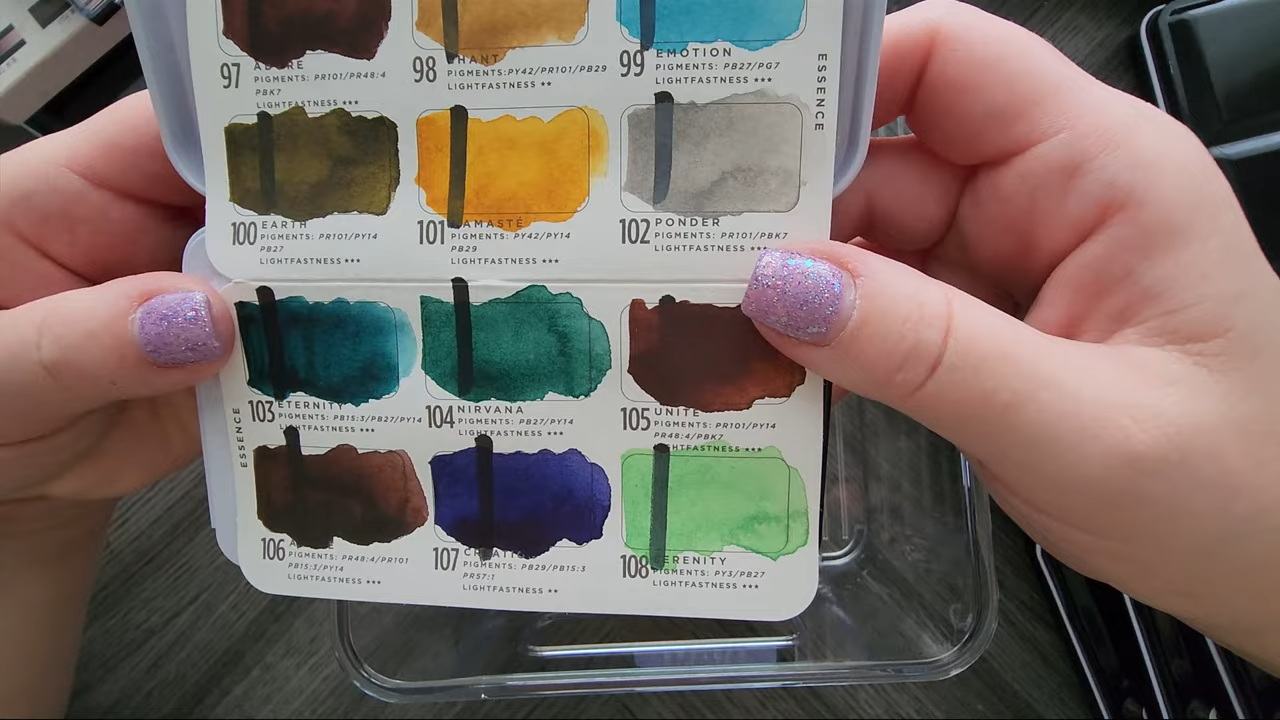 97
PIGMENTS: PR101/PR48:4
PBK7
LIGHTFASTNESS ***
98 CHANT
PIGMENTS:PY42/PR101/PB29
LIGHTFASTNESS **
99 EMOTION
PIGMENTS: PB27/PG7
LIGHTFASTNESS ***
ESSENCE
100 EARTH
PIGMENTS: PR101/PY14
PB27
LIGHTFASTNESS ***
101 NAMASTÉ
PIGMENTS: PY42/PY14
PB29
LIGHTFASTNESS ***
102 PONDER
PIGMENTS: PR101/PBK7
LIGHTFASTNESS ***
103 ETERNITY
PIGMENTS: PB15:3/PB27/PY14
LIGHTFASTNESS ***
104 NIRVANA
PIGMENTS: PB27/PY14
LIGHTFASTNESS ***
105 UNITE
PIGMENTS: PR101/PY14
PR48:4/PBK7
LIGHTFASTNESS ***
ESSENCE
106
PIGMENTS: PR48:4/PR101
PB15:3/PY14
LIGHTFASTNESS ***
107
PIGMENTS: PB29/PB15:3
PR57:1
LIGHTFASTNESS **
108 SERENITY
PIGMENTS: PY3/PB27
LIGHTFASTNESS ***